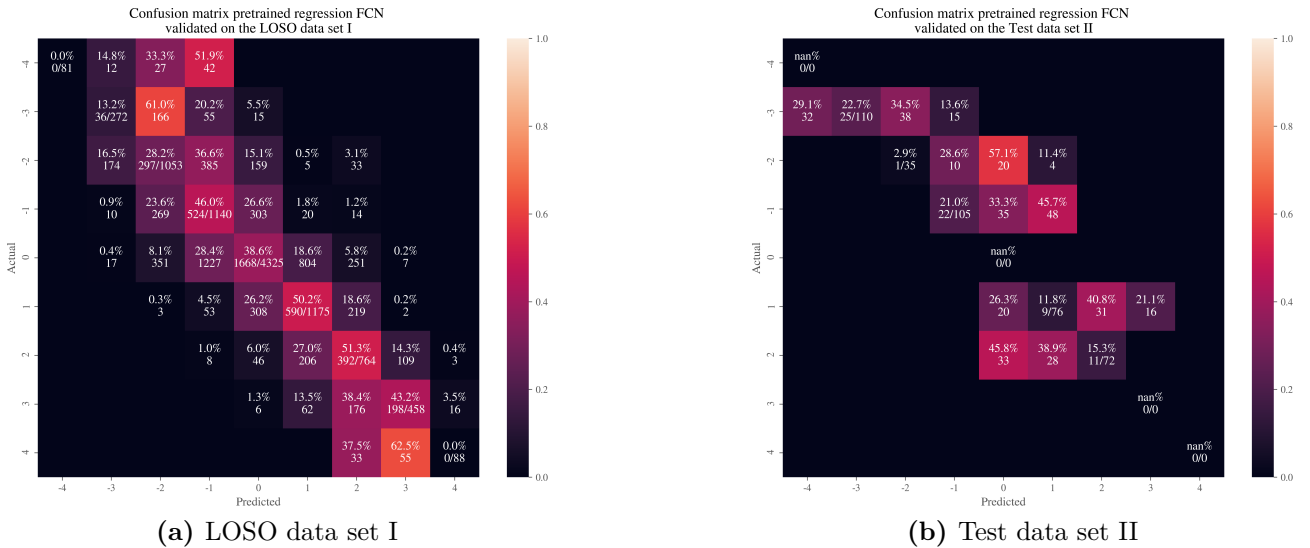 Confusion matrix pretrained regression FCN
validated on the LOSO data set I
-4
0.0% 14.8% 33.3% 51.9%
0/81 12 27 42
-3
13.2% 61.0% 20.2% 5.5%
36/272 166 55 15
-2
16.5% 28.2% 36.6% 15.1% 0.5% 3.1%
174 297/1053 385 159 5 33
-1
0.9% 23.6% 46.0% 26.6% 1.8% 1.2%
10 269 524/1140 303 20 14
Actual
0
0.4% 8.1% 28.4% 38.6% 18.6% 5.8% 0.2%
17 351 1227 1668/4325 804 251 7
1
0.3% 4.5% 26.2% 50.2% 18.6% 0.2%
3 53 308 590/1175 219 2
2
1.0% 6.0% 27.0% 51.3% 14.3% 0.4%
8 46 206 392/764 109 3
3
1.3% 13.5% 38.4% 43.2% 3.5%
6 62 176 198/458 16
4
37.5% 62.5% 0.0%
33 55 0/88
-4 -3 -2 -1 0 1 2 3 4
Predicted
1.0
0.8
0.6
0.4
0.2
0.0
(a) LOSO data set I
Confusion matrix pretrained regression FCN
validated on the Test data set II
-4
nan%
0/0
-3
29.1% 22.7% 34.5% 13.6%
32 25/110 38 15
-2
2.9% 28.6% 57.1% 11.4%
1/35 10 20 4
-1
21.0% 33.3% 45.7%
22/105 35 48
Actual
0
nan%
0/0
1
26.3% 11.8% 40.8% 21.1%
20 9/76 31 16
2
45.8% 38.9% 15.3%
33 28 11/72
3
nan%
0/0
4
nan%
0/0
-4 -3 -2 -1 0 1 2 3 4
Predicted
1.0
0.8
0.6
0.4
0.2
0.0
(b) Test data set II